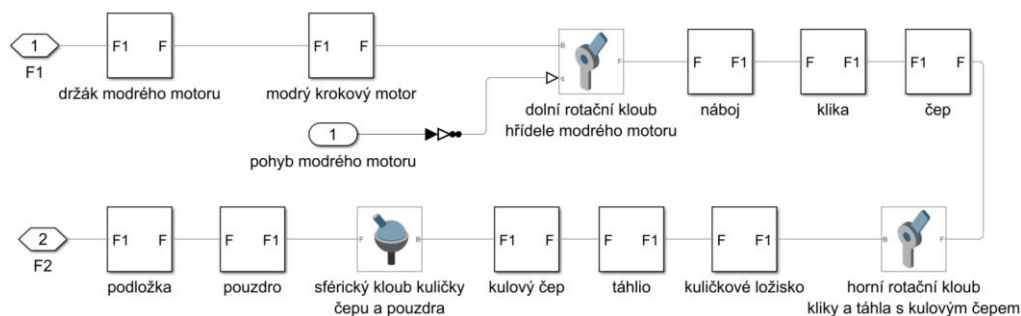 1
F1
F1 F
držák modrého motoru
F1 F
modrý krokový motor
B
q
F
dolní rotační kloub
hřídele modrého motoru
F F1
náboj
F F1
klika
F1 F
čep
1
pohyb modrého motoru
2
F2
F1 F
podložka
F F1
pouzdro
F B
sférický kloub kuličky
čepu a pouzdra
F1 F
kulový čep
F1 F
táhlio
F F1
kuličkové ložisko
B F
horní rotační kloub
kliky a táhla s kulovým čepem